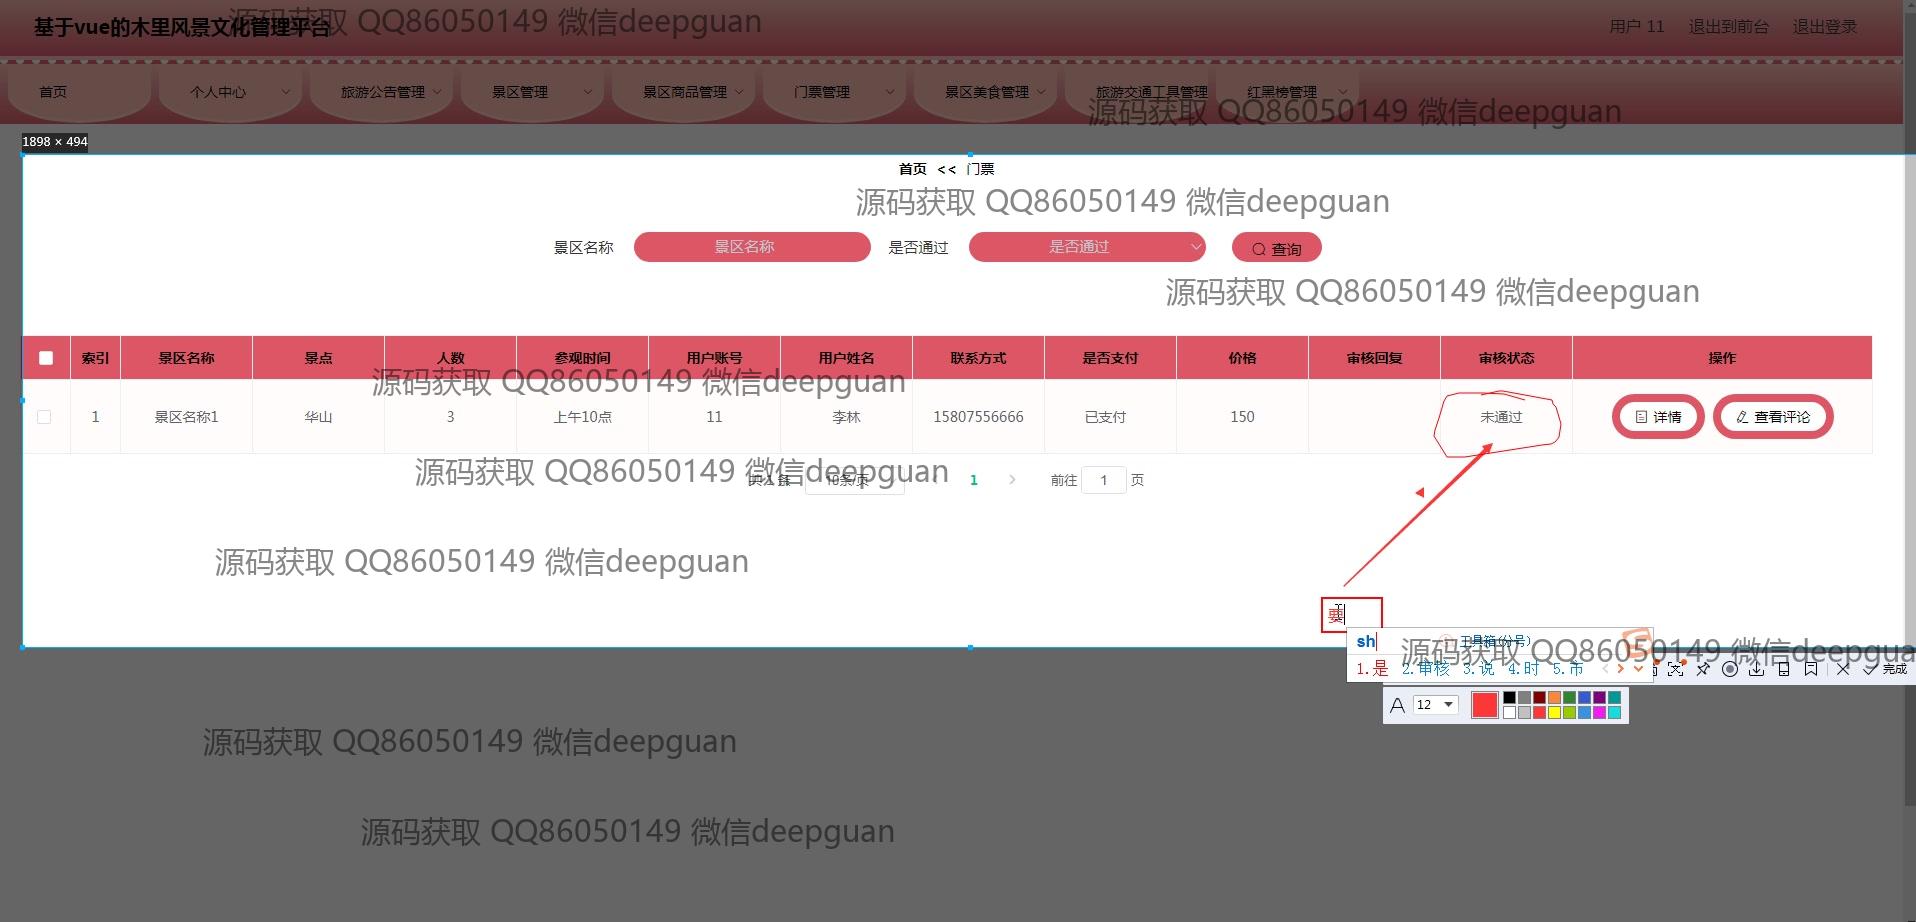 基于vue的木里风景文化管理平台
源码获取 QQ86050149 微信deepguan
用户 11 退出到前台 退出登录
首页 个人中心 旅游公告管理 景区管理 景区商品管理 门票管理 景区美食管理 旅游交通工具管理 红黑榜管理
源码获取 QQ86050149 微信deepguan
1898 × 494
首页 << 门票
源码获取 QQ86050149 微信deepguan
景区名称 景区名称 是否通过 是否通过 查询
源码获取 QQ86050149 微信deepguan
索引 景区名称 景点 人数 参观时间 用户账号 用户姓名 联系方式 是否支付 价格 审核回复 审核状态 操作
源码获取 QQ86050149 微信deepguan
1 景区名称1 华山 3 上午10点 11 李林 15807556666 已支付 150 未通过 详情 查看评论
源码获取 QQ86050149 微信deepguan
共 1 条 10条/页 1 前往 1 页
源码获取 QQ86050149 微信deepguan
要
sh 工具箱(分号)
源码获取 QQ86050149 微信deepgua
1.是 2.审核 3.说 4.时 5.市 完成
A 12
源码获取 QQ86050149 微信deepguan
源码获取 QQ86050149 微信deepguan